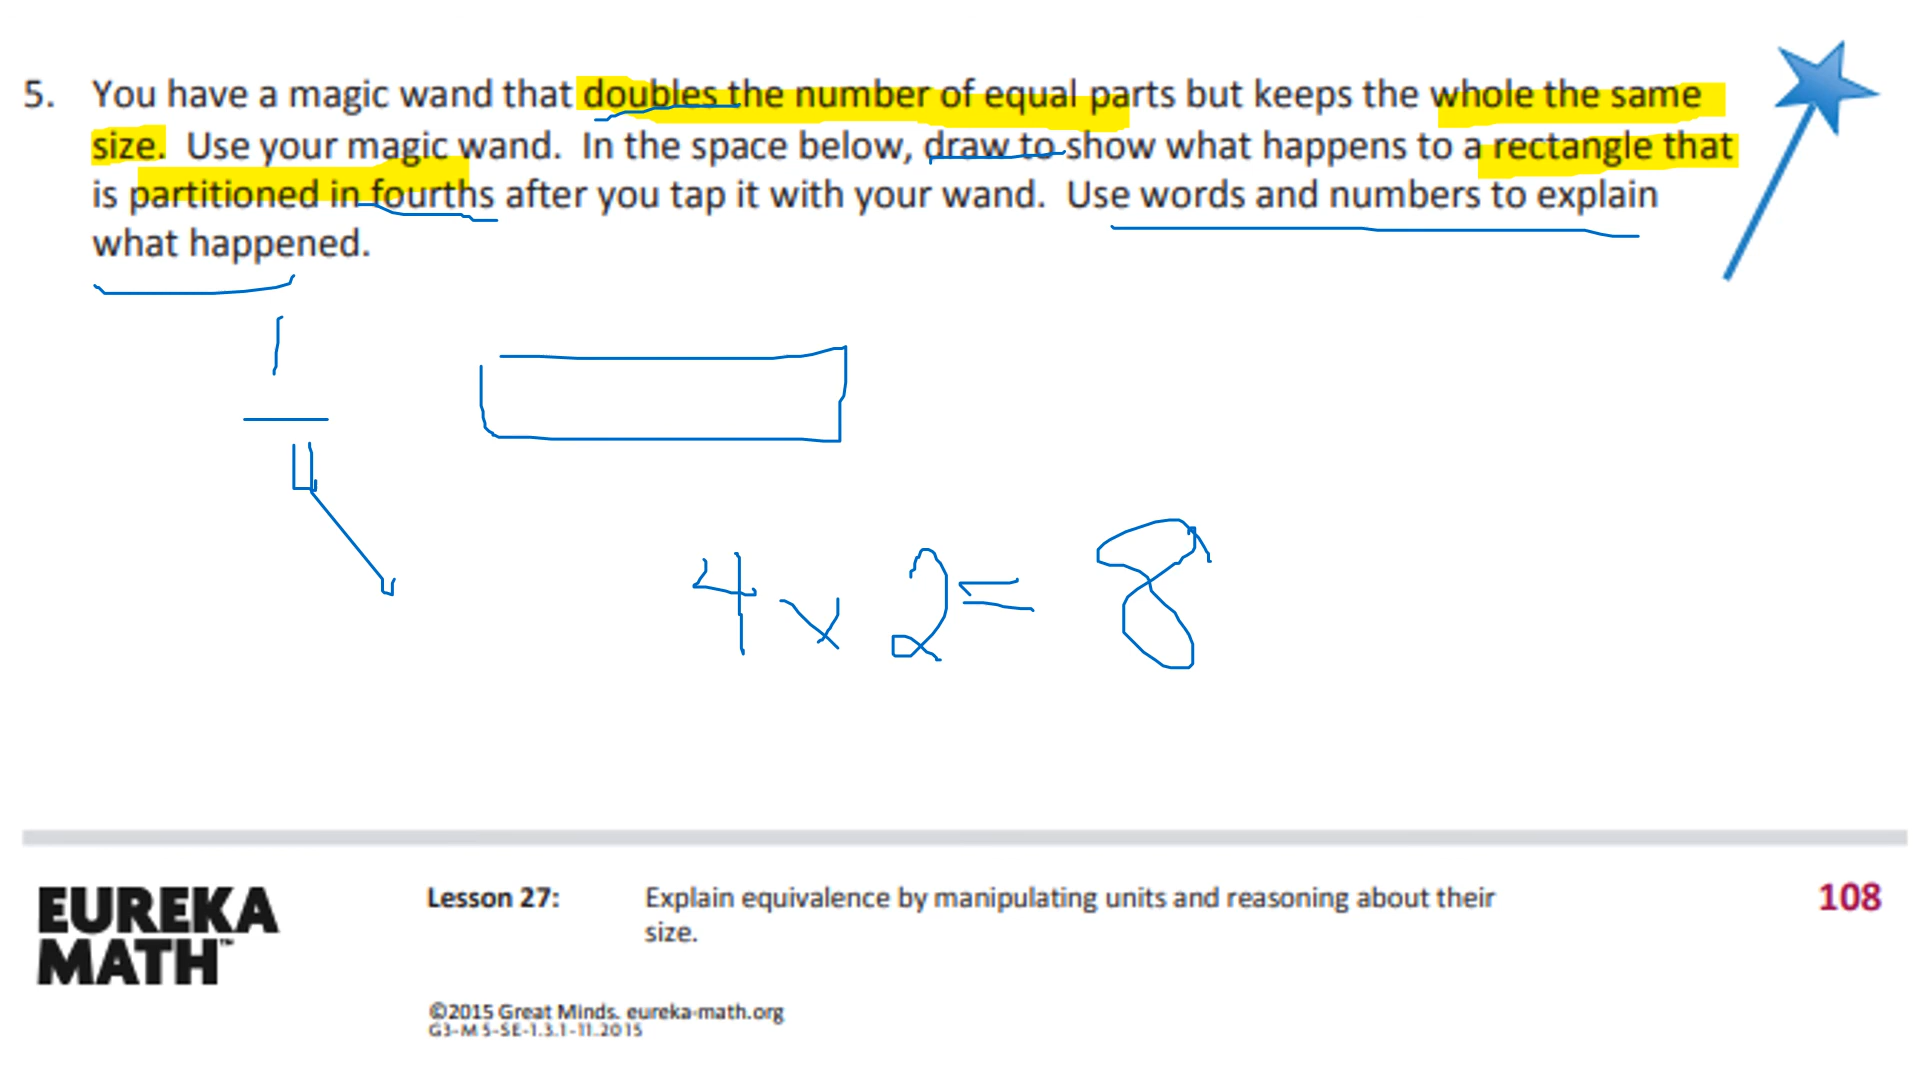 5. You have a magic wand that doubles the number of equal parts but keeps the whole the same
size. Use your magic wand. In the space below, draw to show what happens to a rectangle that
is partitioned in fourths after you tap it with your wand. Use words and numbers to explain
what happened.
1
4
4 x 2 = 8
EUREKA
MATH™
Lesson 27:
Explain equivalence by manipulating units and reasoning about their
size.
108
©2015 Great Minds. eureka-math.org
G3-M5-SE-1.3.1-11.2015